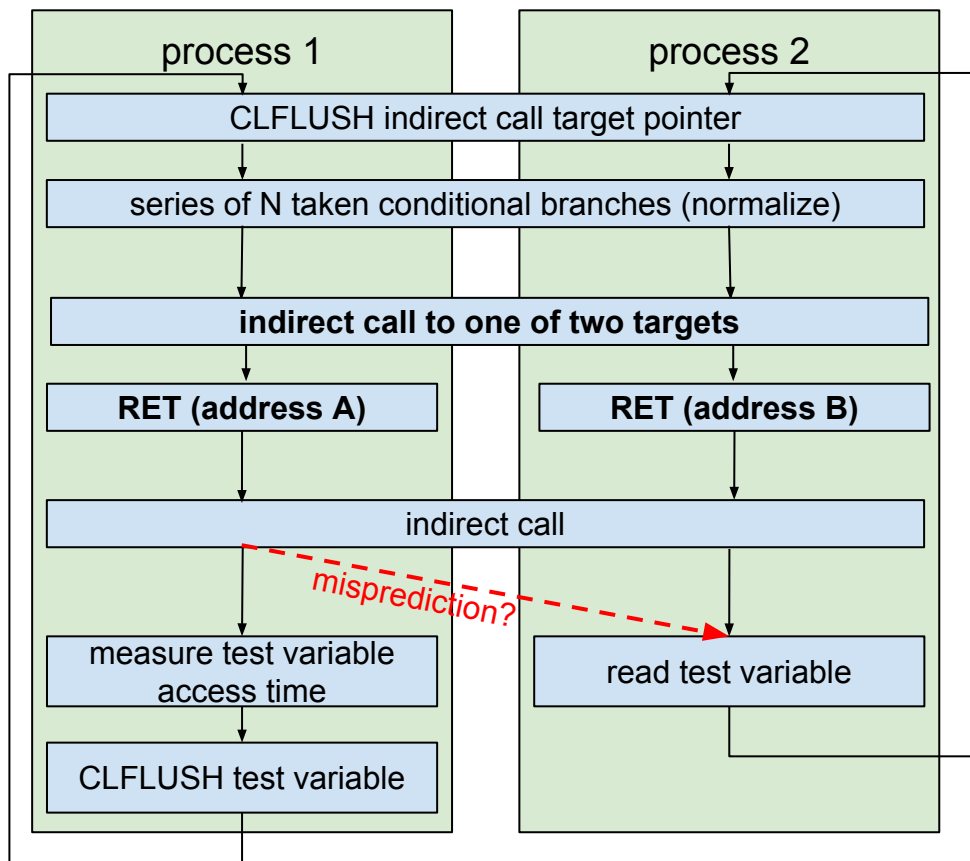 process 1
process 2
CLFLUSH indirect call target pointer
series of N taken conditional branches (normalize)
indirect call to one of two targets
RET (address A)
RET (address B)
indirect call
misprediction?
measure test variable
access time
read test variable
CLFLUSH test variable